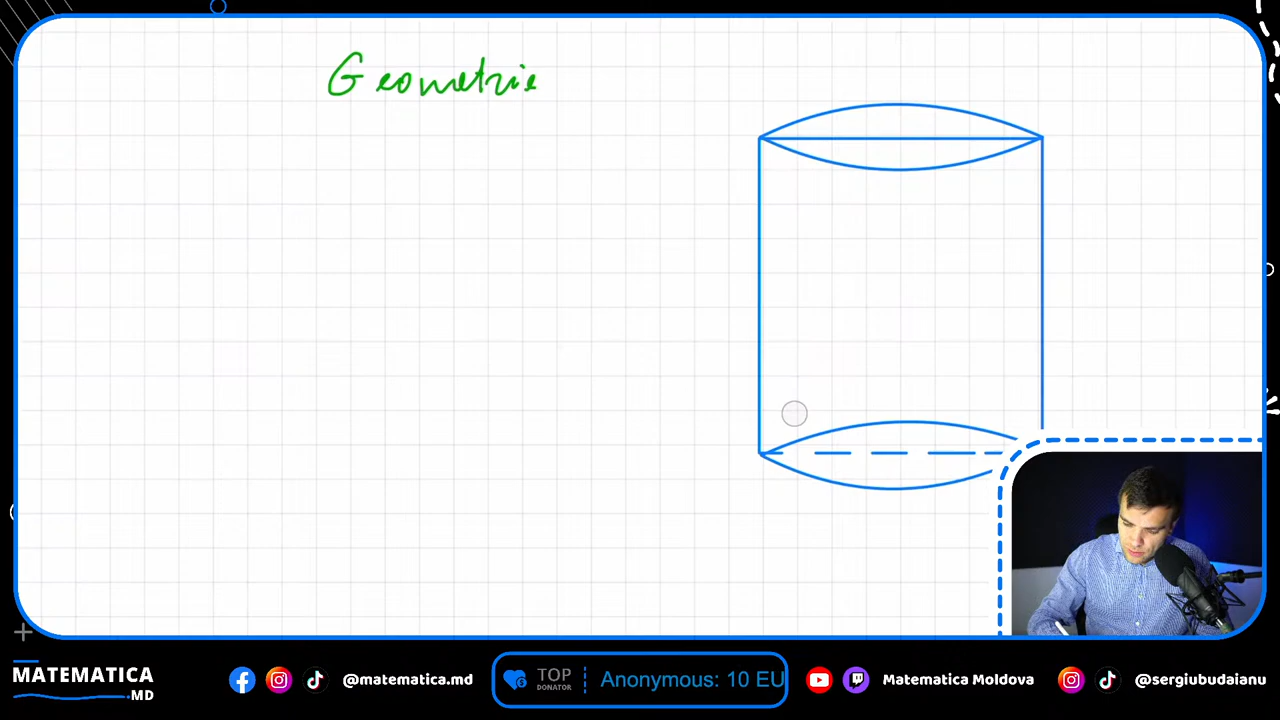 Geometrie
MATEMATICA
.MD
@matematica.md
TOP
DONATOR
Anonymous: 10 EU
Matematica Moldova
@sergiubudaianu